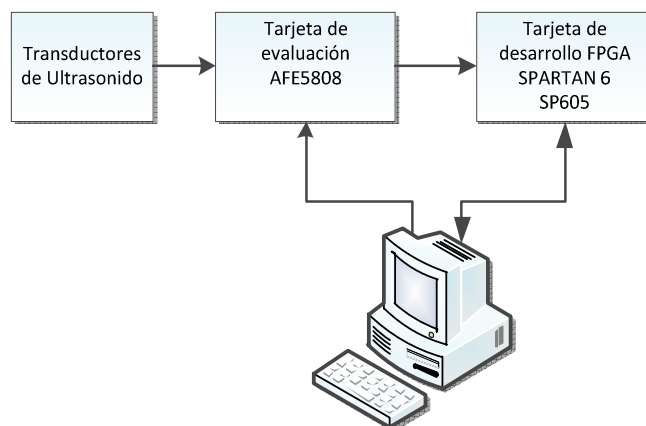 Transductores
de Ultrasonido
Tarjeta de
evaluación
AFE5808
Tarjeta de
desarrollo FPGA
SPARTAN 6
SP605